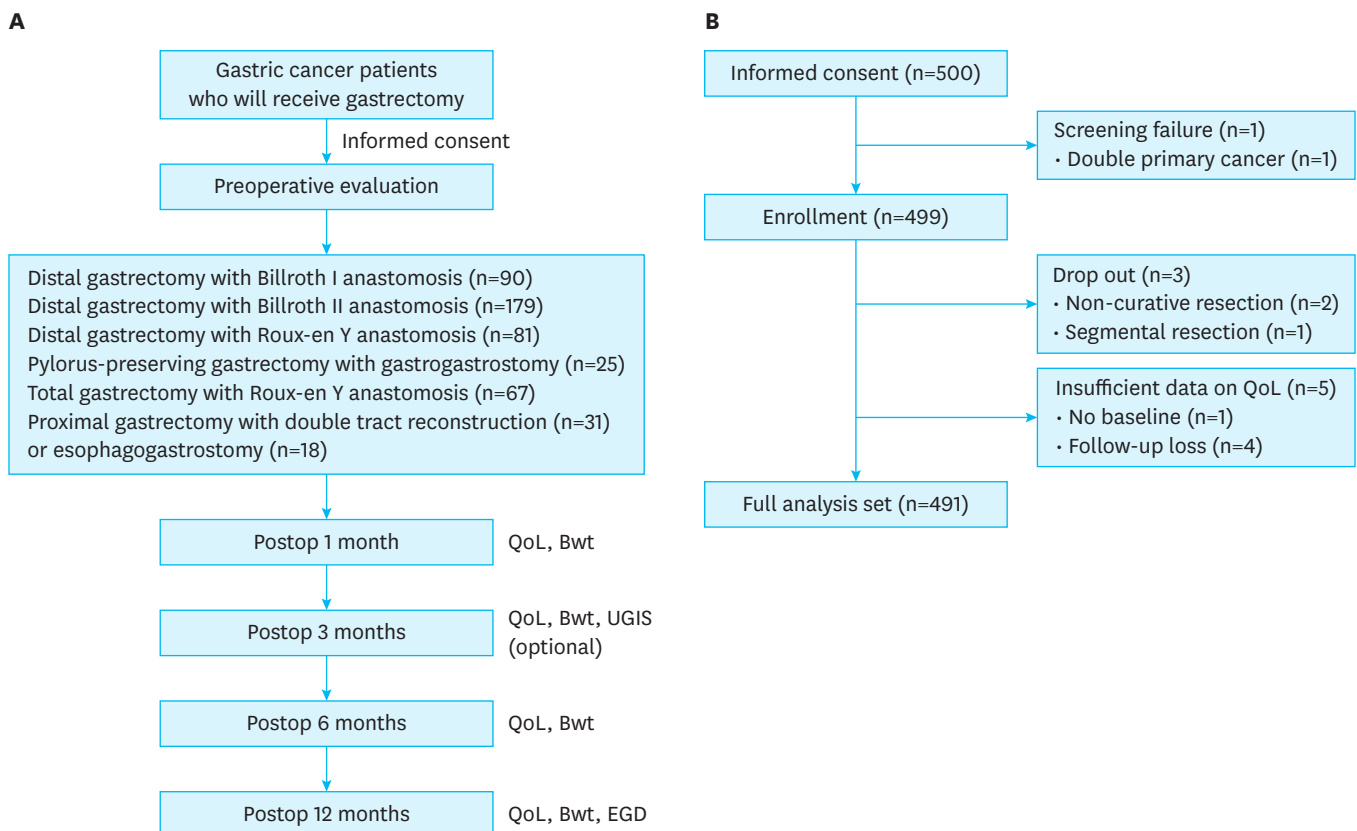 A
Gastric cancer patients
who will receive gastrectomy
Informed consent
Preoperative evaluation
Distal gastrectomy with Billroth I anastomosis (n=90)
Distal gastrectomy with Billroth II anastomosis (n=179)
Distal gastrectomy with Roux-en Y anastomosis (n=81)
Pylorus-preserving gastrectomy with gastrogastrostomy (n=25)
Total gastrectomy with Roux-en Y anastomosis (n=67)
Proximal gastrectomy with double tract reconstruction (n=31)
or esophagogastrostomy (n=18)
Postop 1 month
QoL, Bwt
Postop 3 months
QoL, Bwt, UGIS
(optional)
Postop 6 months
QoL, Bwt
Postop 12 months
QoL, Bwt, EGD
B
Informed consent (n=500)
Screening failure (n=1)
· Double primary cancer (n=1)
Enrollment (n=499)
Drop out (n=3)
· Non-curative resection (n=2)
· Segmental resection (n=1)
Insufficient data on QoL (n=5)
· No baseline (n=1)
· Follow-up loss (n=4)
Full analysis set (n=491)